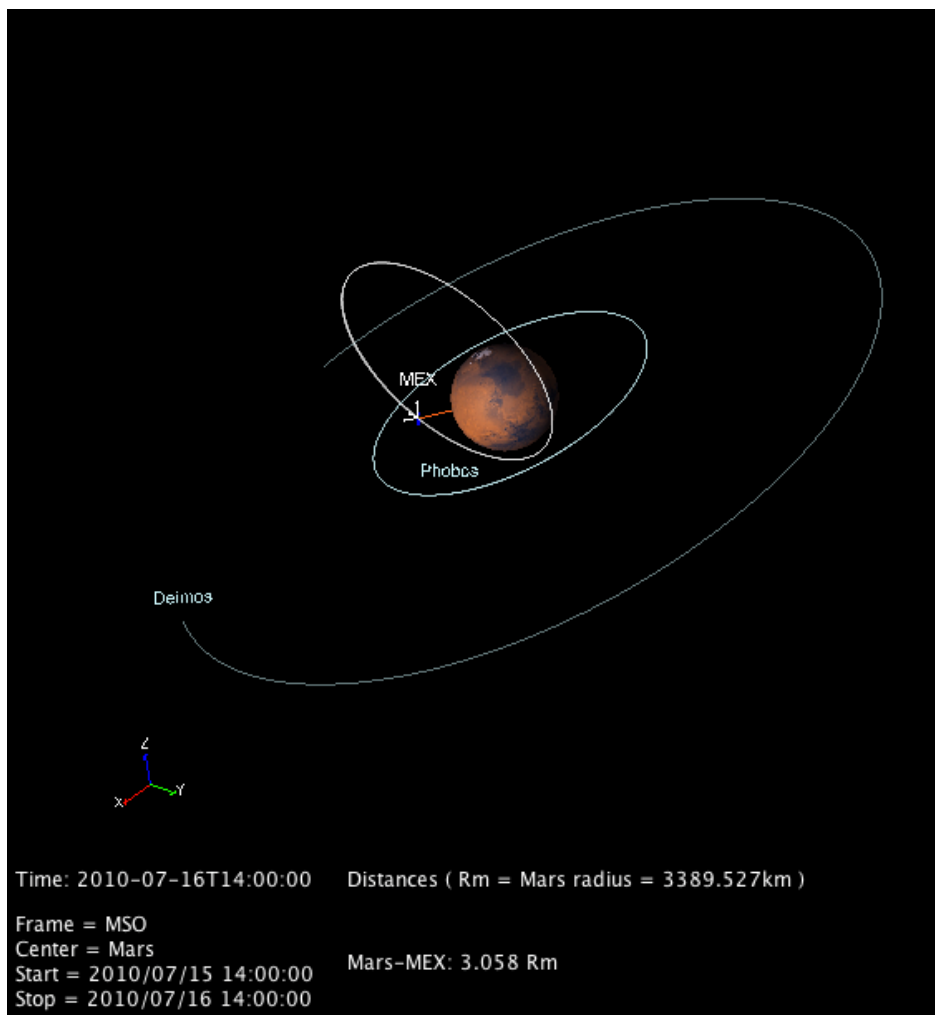 MEX
Phobos
Deimos
Z
X
Y
Time: 2010-07-16T14:00:00
Distances ( Rm = Mars radius = 3389.527km )
Frame = MSO
Center = Mars
Start = 2010/07/15 14:00:00
Stop = 2010/07/16 14:00:00
Mars-MEX: 3.058 Rm